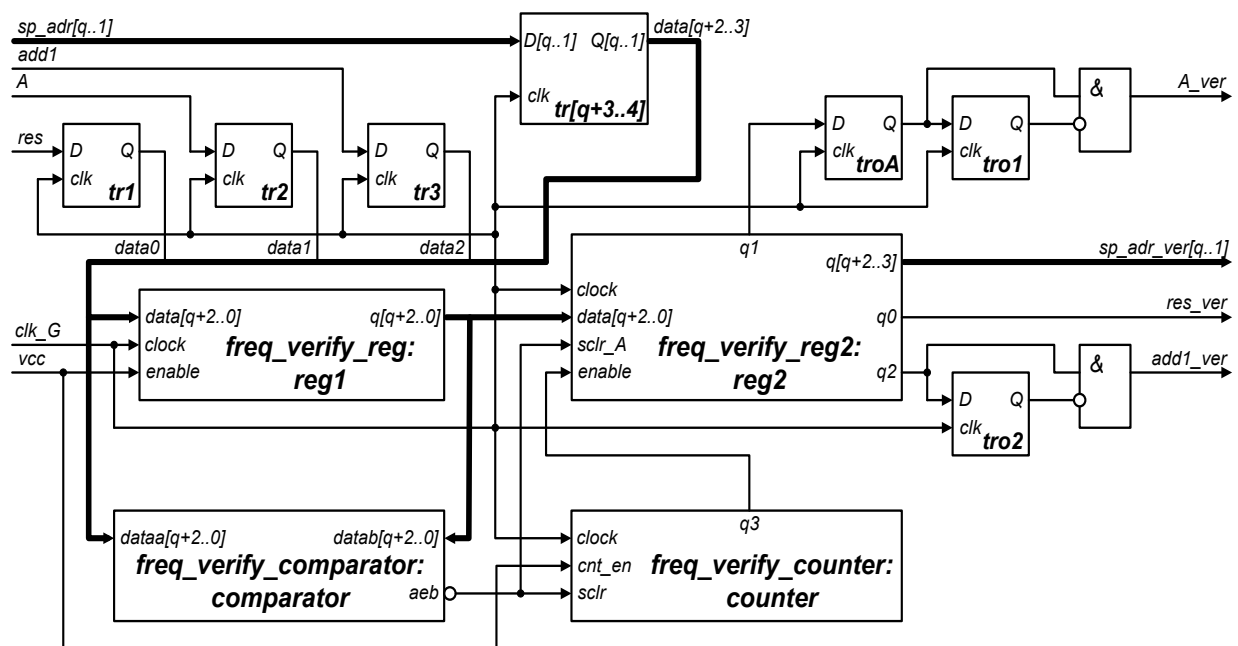 sp_adr[q..1]
add1
A
res
D Q
clk
tr1
D Q
clk
tr2
D Q
clk
tr3
D[q..1] Q[q..1]
clk
tr[q+3..4]
data[q+2..3]
D Q
clk
troA
D Q
clk
tro1
&
A_ver
data0
data1
data2
clk_G
vcc
data[q+2..0] q[q+2..0]
clock
enable
freq_verify_reg:
reg1
q1
q[q+2..3]
clock
data[q+2..0]
q0
sclr_A
enable
q2
freq_verify_reg2:
reg2
sp_adr_ver[q..1]
res_ver
&
add1_ver
D Q
clk
tro2
dataa[q+2..0] datab[q+2..0]
freq_verify_comparator:
comparator
aeb
q3
clock
cnt_en
sclr
freq_verify_counter:
counter